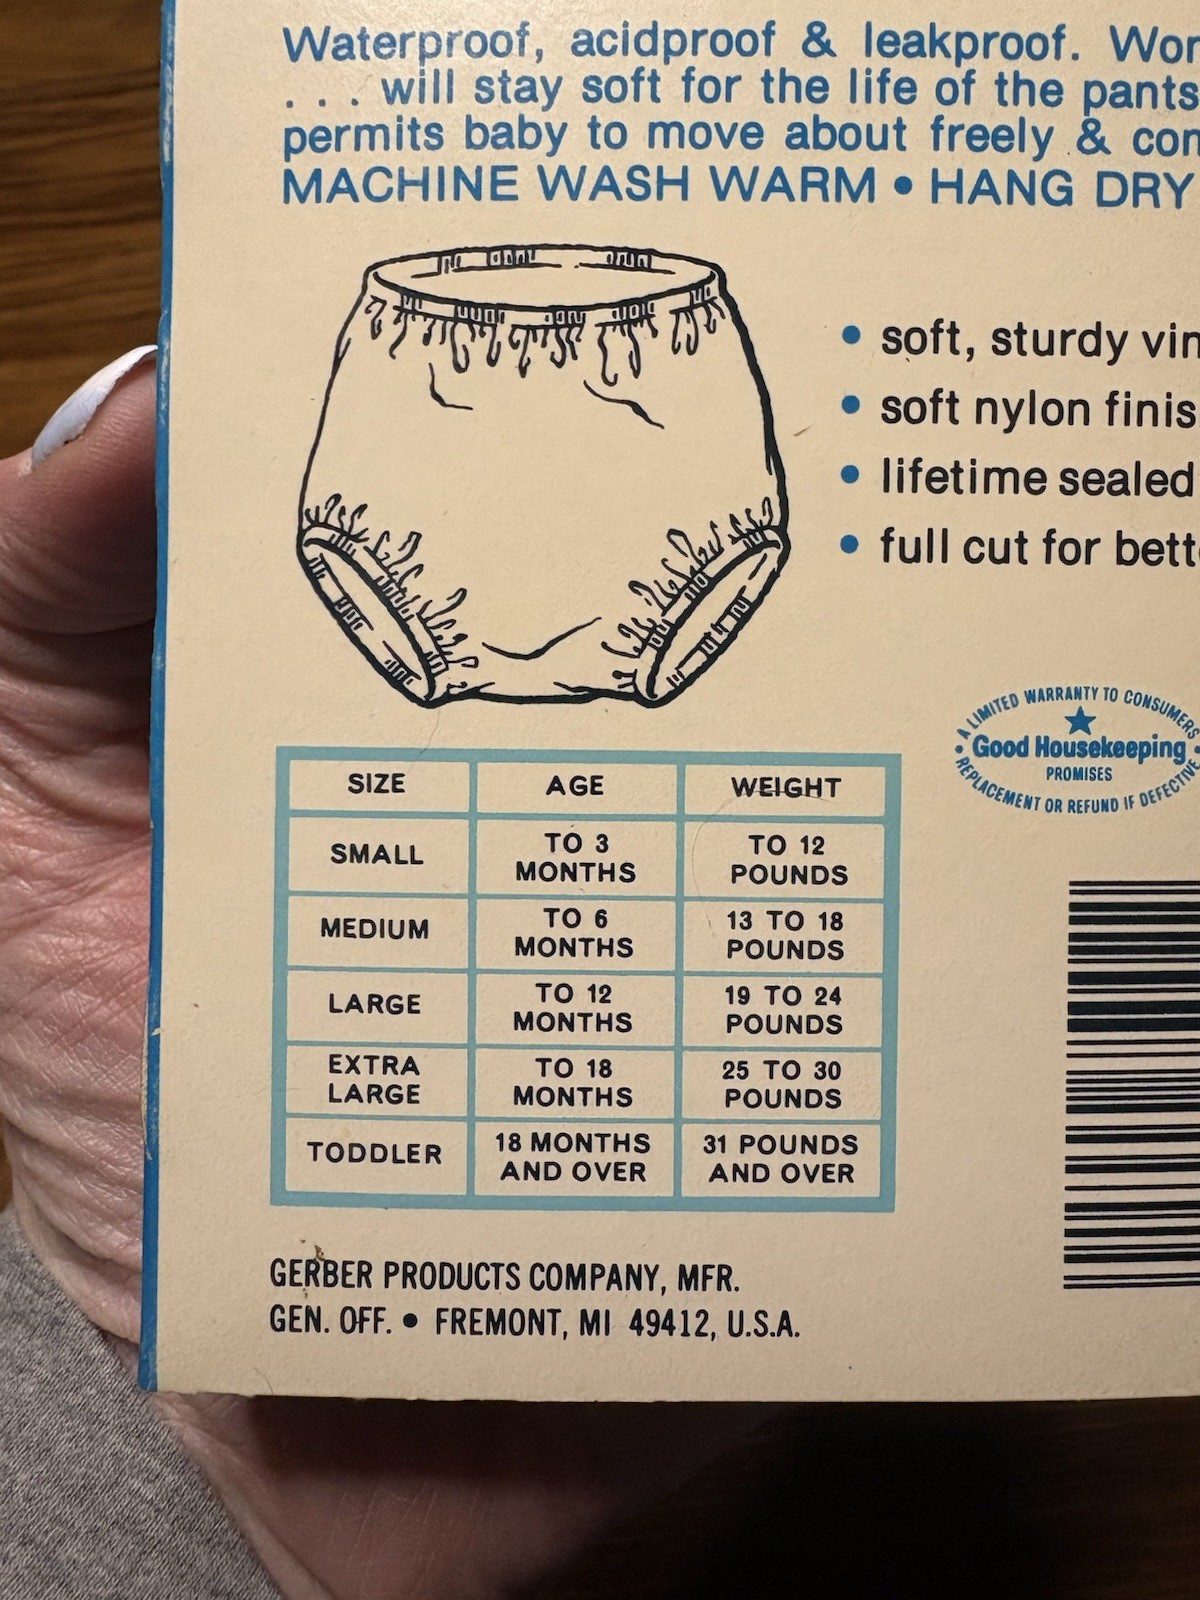 Waterproof, acidproof & leakproof.
. . . will stay soft for the life of the pants
permits baby to move about freely &
MACHINE WASH WARM • HANG DRY
• soft, sturdy
• soft nylon
• lifetime sealed
• full cut for
A LIMITED WARRANTY TO CONSUMERS
Good Housekeeping
PROMISES
REPLACEMENT OR REFUND IF DEFECTIVE
SIZE AGE WEIGHT
SMALL TO 3 MONTHS TO 12 POUNDS
MEDIUM TO 6 MONTHS 13 TO 18 POUNDS
LARGE TO 12 MONTHS 19 TO 24 POUNDS
EXTRA LARGE TO 18 MONTHS 25 TO 30 POUNDS
TODDLER 18 MONTHS AND OVER 31 POUNDS AND OVER
GERBER PRODUCTS COMPANY, MFR.
GEN. OFF. • FREMONT, MI 49412, U.S.A.